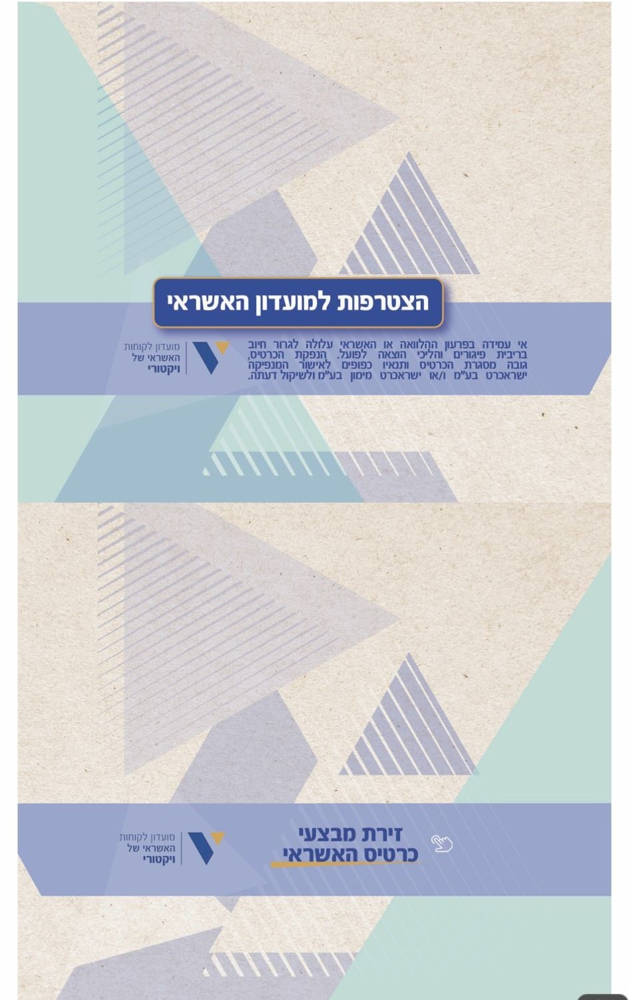 הצטרפות למועדון האשראי
אי עמידה בפרעון ההלוואה או האשראי עלולה לגרור חיוב
בריבית פיגורים והליכי הוצאה לפועל. הנפקת הכרטיס,
גובה מסגרת הכרטיס ותנאיו כפופים לאישור המנפיקה
ישראכרט בע"מ ו/או ישראכרט מימון בע"מ ולשיקול דעתה.
מועדון לקוחות
האשראי של
ויקטורי
זירת מבצעי
כרטיס האשראי
מועדון לקוחות
האשראי של
ויקטורי